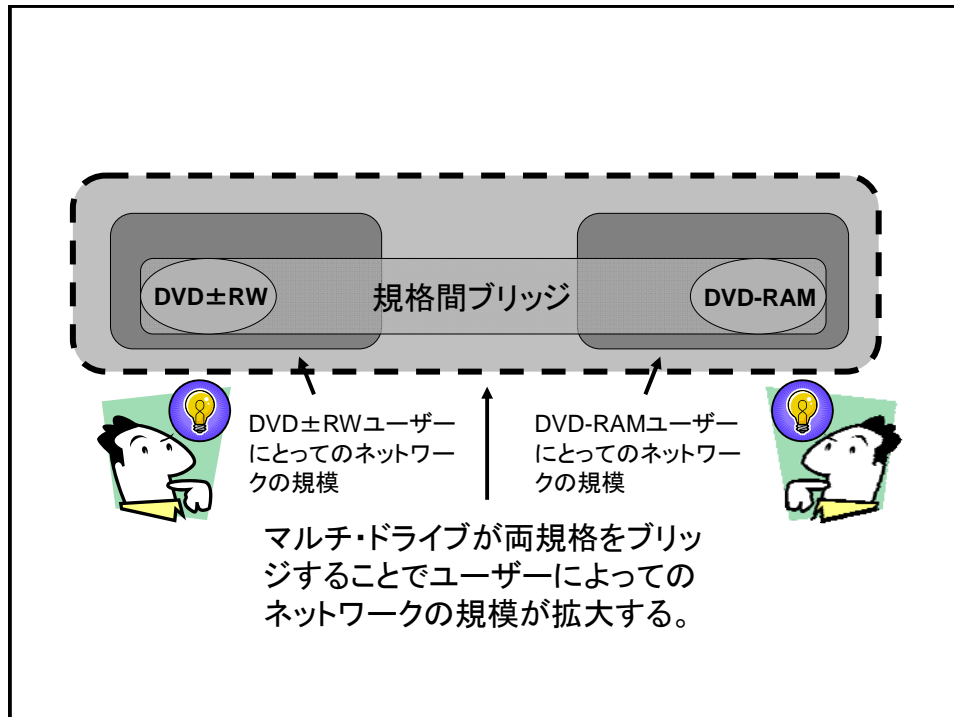 DVD±RW
規格間ブリッジ
DVD-RAM
DVD±RWユーザー
にとってのネットワー
クの規模
DVD-RAMユーザー
にとってのネットワー
クの規模
マルチ・ドライブが両規格をブリッ
ジすることでユーザーによっての
ネットワークの規模が拡大する。